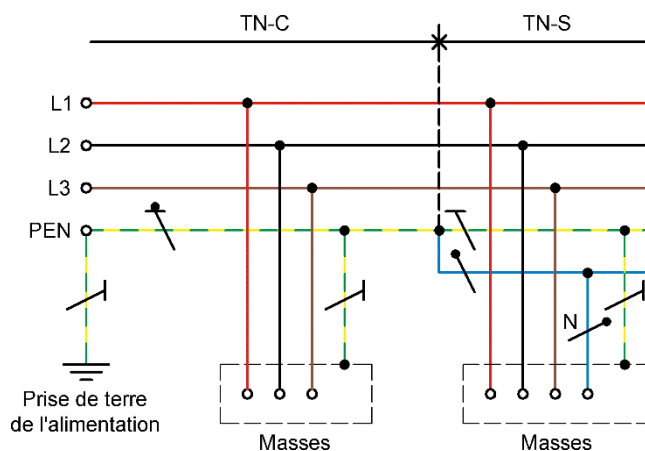 TN-C
TN-S
L1
L2
L3
PEN
N
Prise de terre
de l'alimentation
Masses
Masses